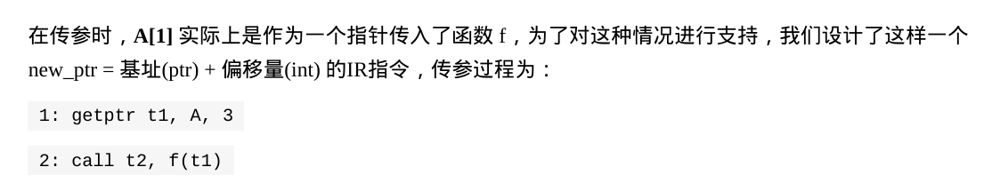 在传参时，A[1] 实际上是作为一个指针传入了函数 f，为了对这种情况进行支持，我们设计了这样一个
new_ptr = 基址(ptr) + 偏移量(int) 的IR指令，传参过程为：
1: getptr t1, A, 3
2: call t2, f(t1)